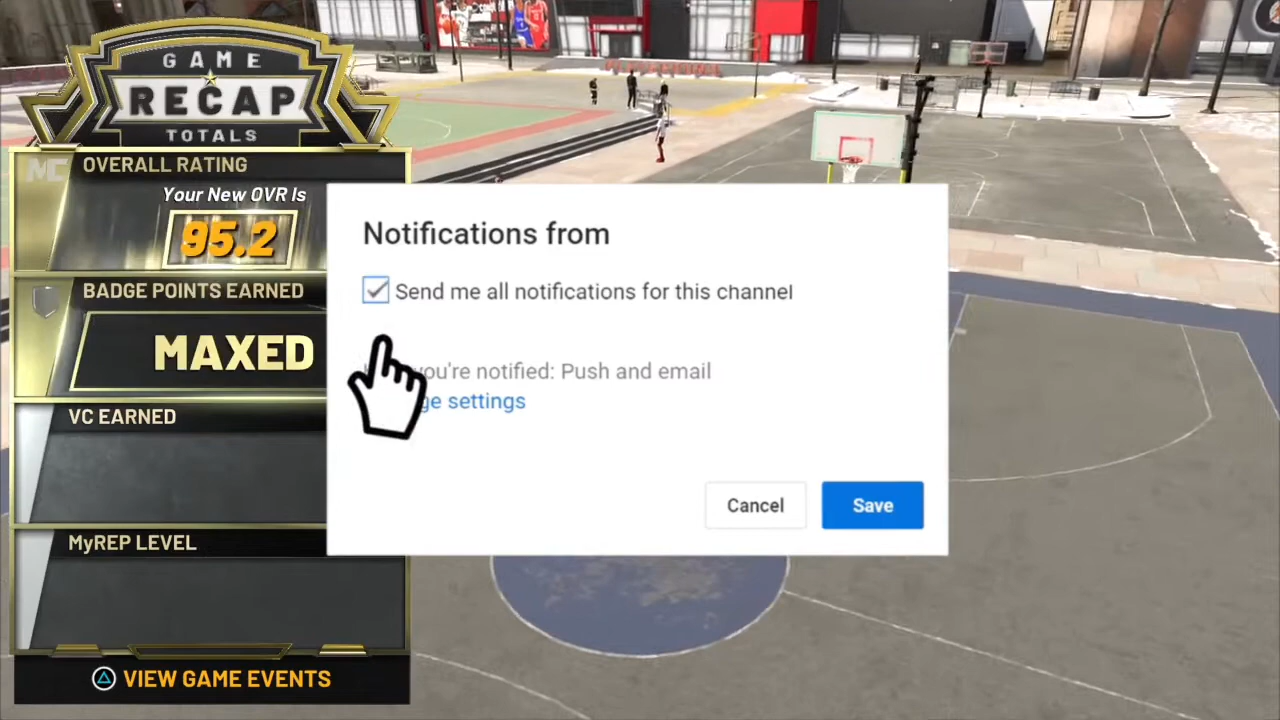 GAME
RECAP
TOTALS
MC
OVERALL RATING
Your New OVR Is
95.2
BADGE POINTS EARNED
MAXED
VC EARNED
MyREP LEVEL
VIEW GAME EVENTS
Notifications from
Send me all notifications for this channel
you're notified: Push and email
settings
Cancel
Save